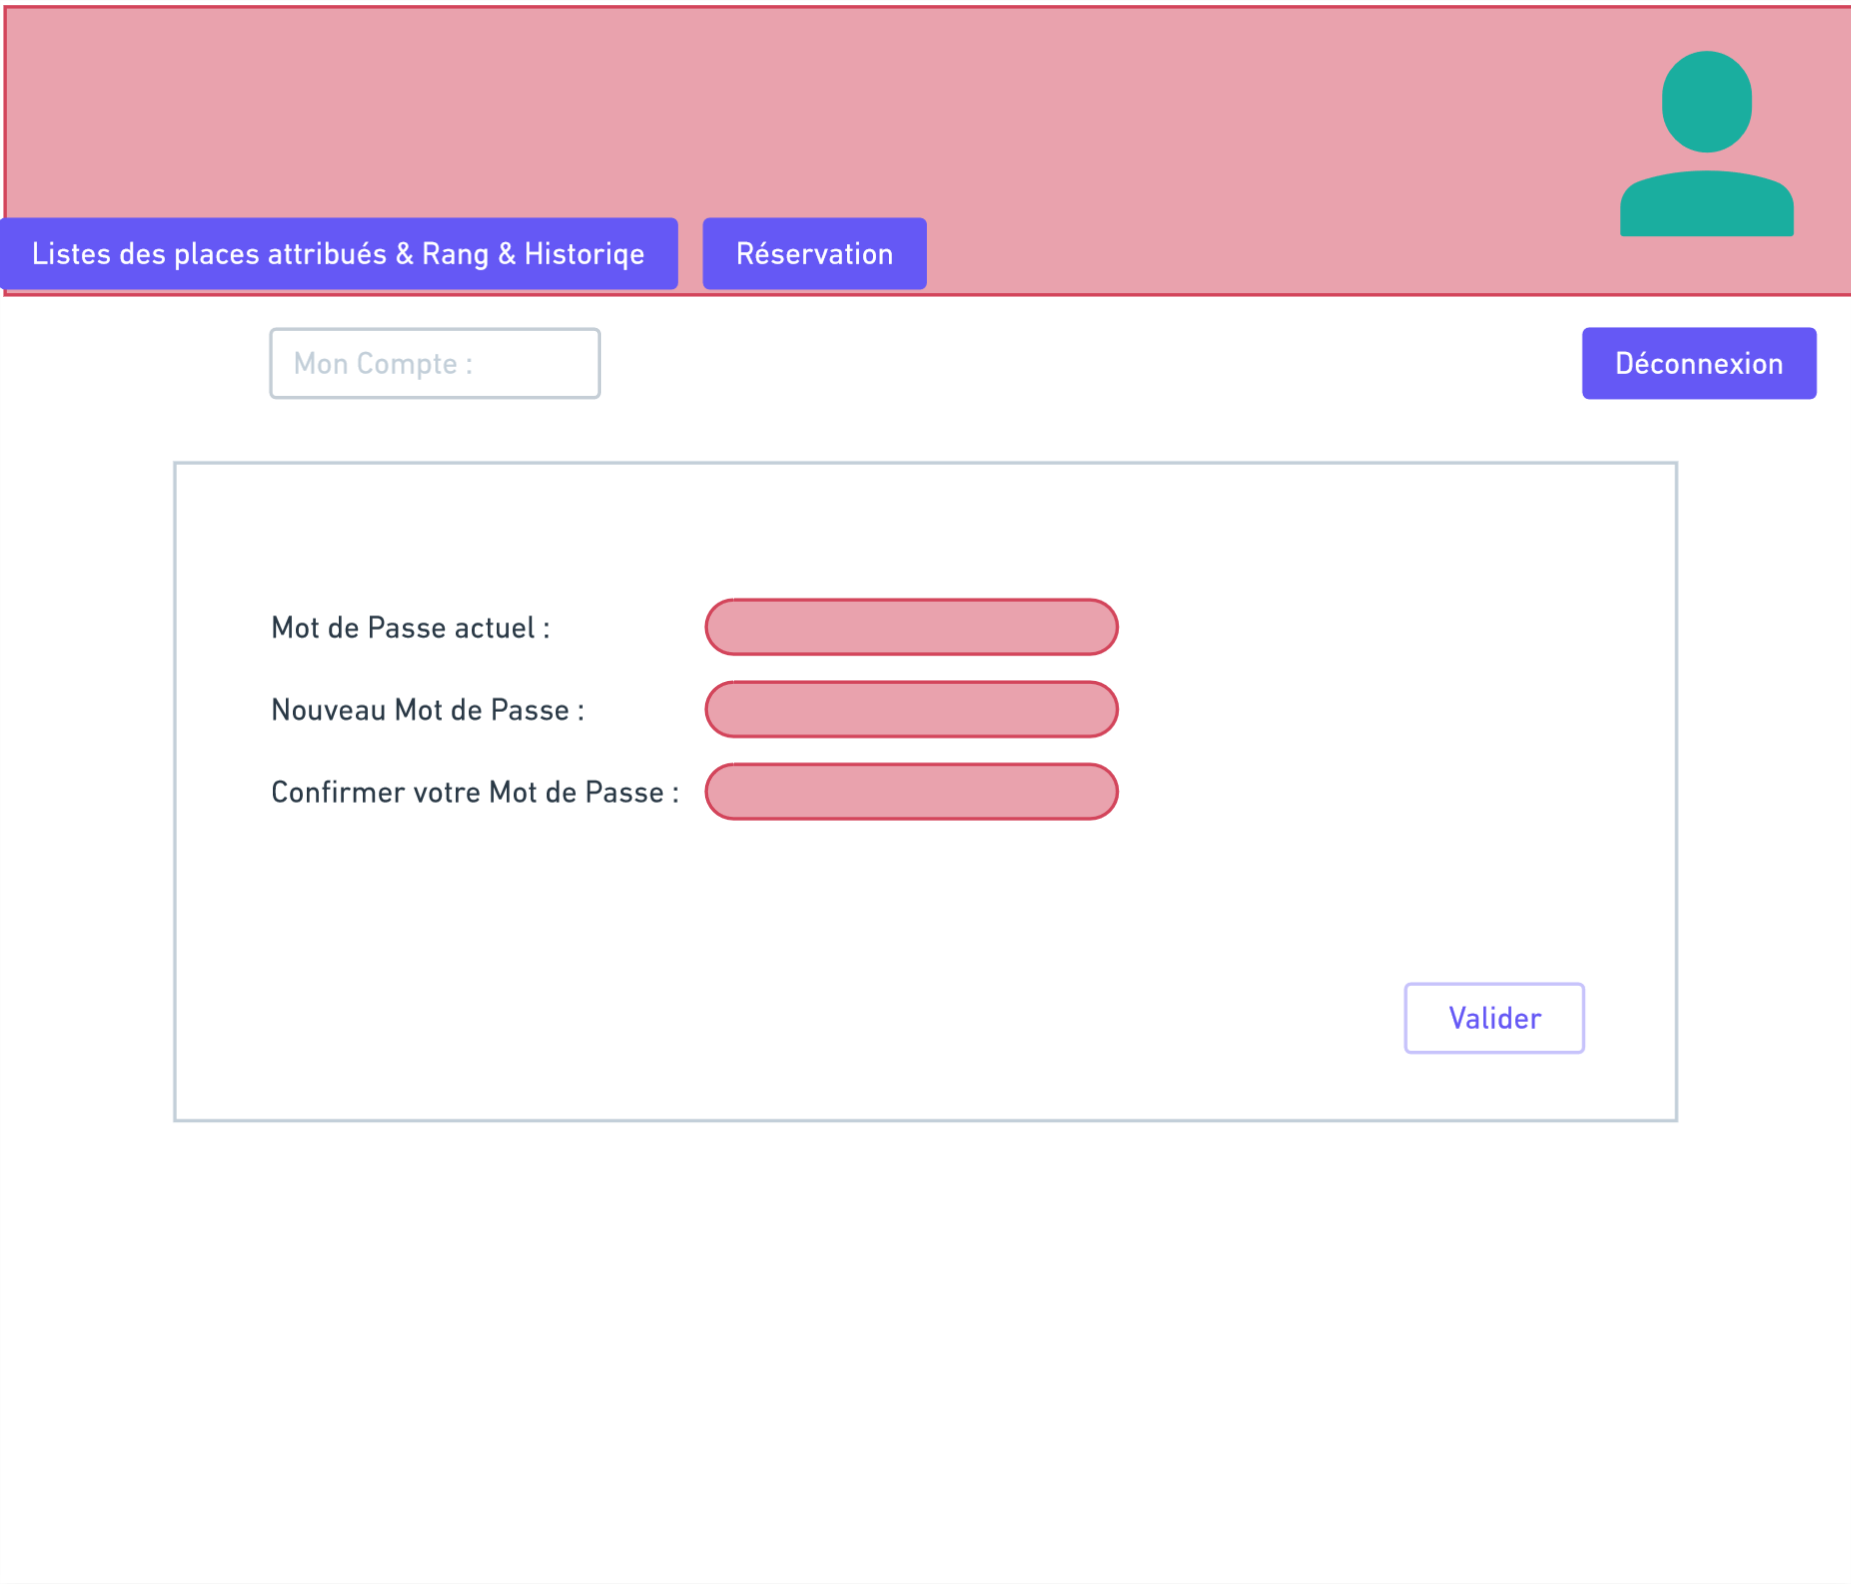 Listes des places attribués & Rang & Historiqe
Réservation
Mon Compte :
Déconnexion
Mot de Passe actuel :
Nouveau Mot de Passe :
Confirmer votre Mot de Passe :
Valider